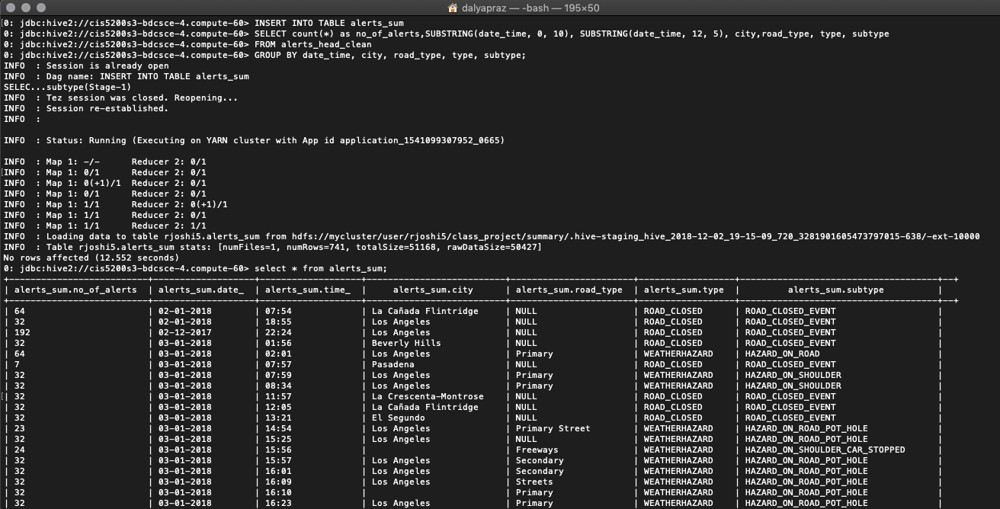 dalyapraz — -bash — 195×50
0: jdbc:hive2://cis5200s3-bdcsce-4.compute-60> INSERT INTO TABLE alerts_sum
0: jdbc:hive2://cis5200s3-bdcsce-4.compute-60> SELECT count(*) as no_of_alerts,SUBSTRING(date_time, 0, 10), SUBSTRING(date_time, 12, 5), city,road_type, type, subtype
0: jdbc:hive2://cis5200s3-bdcsce-4.compute-60> FROM alerts_head_clean
0: jdbc:hive2://cis5200s3-bdcsce-4.compute-60> GROUP BY date_time, city, road_type, type, subtype;
INFO  : Session is already open
INFO  : Dag name: INSERT INTO TABLE alerts_sum
SELEC...subtype(Stage-1)
INFO  : Tez session was closed. Reopening...
INFO  : Session re-established.
INFO  :
INFO  : Status: Running (Executing on YARN cluster with App id application_1541099307952_0665)
INFO  : Map 1: -/-      Reducer 2: 0/1
INFO  : Map 1: 0/1      Reducer 2: 0/1
INFO  : Map 1: 0(+1)/1  Reducer 2: 0/1
INFO  : Map 1: 0/1      Reducer 2: 0/1
INFO  : Map 1: 1/1      Reducer 2: 0(+1)/1
INFO  : Map 1: 1/1      Reducer 2: 0/1
INFO  : Map 1: 1/1      Reducer 2: 1/1
INFO  : Loading data to table rjoshi5.alerts_sum from hdfs://mycluster/user/rjoshi5/class_project/summary/.hive-staging_hive_2018-12-02_19-15-09_720_3281901605473797015-638/-ext-10000
INFO  : Table rjoshi5.alerts_sum stats: [numFiles=1, numRows=741, totalSize=51168, rawDataSize=50427]
No rows affected (12.552 seconds)
0: jdbc:hive2://cis5200s3-bdcsce-4.compute-60> select * from alerts_sum;
| alerts_sum.no_of_alerts | alerts_sum.date_ | alerts_sum.time_ | alerts_sum.city | alerts_sum.road_type | alerts_sum.type | alerts_sum.subtype |
| 64 | 02-01-2018 | 07:54 | La Cañada Flintridge | NULL | ROAD_CLOSED | ROAD_CLOSED_EVENT |
| 32 | 02-01-2018 | 18:55 | Los Angeles | NULL | ROAD_CLOSED | ROAD_CLOSED_EVENT |
| 192 | 02-12-2017 | 22:24 | Los Angeles | NULL | ROAD_CLOSED | ROAD_CLOSED_EVENT |
| 32 | 03-01-2018 | 01:56 | Beverly Hills | NULL | ROAD_CLOSED | ROAD_CLOSED_EVENT |
| 64 | 03-01-2018 | 02:01 | Los Angeles | Primary | WEATHERHAZARD | HAZARD_ON_ROAD |
| 7 | 03-01-2018 | 07:57 | Pasadena | NULL | ROAD_CLOSED | ROAD_CLOSED_EVENT |
| 32 | 03-01-2018 | 07:59 | Los Angeles | Primary | WEATHERHAZARD | HAZARD_ON_SHOULDER |
| 32 | 03-01-2018 | 08:34 | Los Angeles | Primary | WEATHERHAZARD | HAZARD_ON_SHOULDER |
| 32 | 03-01-2018 | 11:57 | La Crescenta-Montrose | NULL | ROAD_CLOSED | ROAD_CLOSED_EVENT |
| 32 | 03-01-2018 | 12:05 | La Cañada Flintridge | NULL | ROAD_CLOSED | ROAD_CLOSED_EVENT |
| 32 | 03-01-2018 | 13:21 | El Segundo | NULL | ROAD_CLOSED | ROAD_CLOSED_EVENT |
| 23 | 03-01-2018 | 14:54 | Los Angeles | Primary Street | WEATHERHAZARD | HAZARD_ON_ROAD_POT_HOLE |
| 32 | 03-01-2018 | 15:25 | Los Angeles | NULL | WEATHERHAZARD | HAZARD_ON_ROAD_POT_HOLE |
| 24 | 03-01-2018 | 15:56 | | Freeways | WEATHERHAZARD | HAZARD_ON_SHOULDER_CAR_STOPPED |
| 32 | 03-01-2018 | 15:57 | Los Angeles | Secondary | WEATHERHAZARD | HAZARD_ON_ROAD_POT_HOLE |
| 32 | 03-01-2018 | 16:01 | Los Angeles | Secondary | WEATHERHAZARD | HAZARD_ON_ROAD_POT_HOLE |
| 32 | 03-01-2018 | 16:09 | Los Angeles | Streets | WEATHERHAZARD | HAZARD_ON_ROAD_POT_HOLE |
| 32 | 03-01-2018 | 16:10 | | Primary | WEATHERHAZARD | HAZARD_ON_ROAD_POT_HOLE |
| 32 | 03-01-2018 | 16:23 | Los Angeles | Primary | WEATHERHAZARD | HAZARD_ON_ROAD_POT_HOLE |